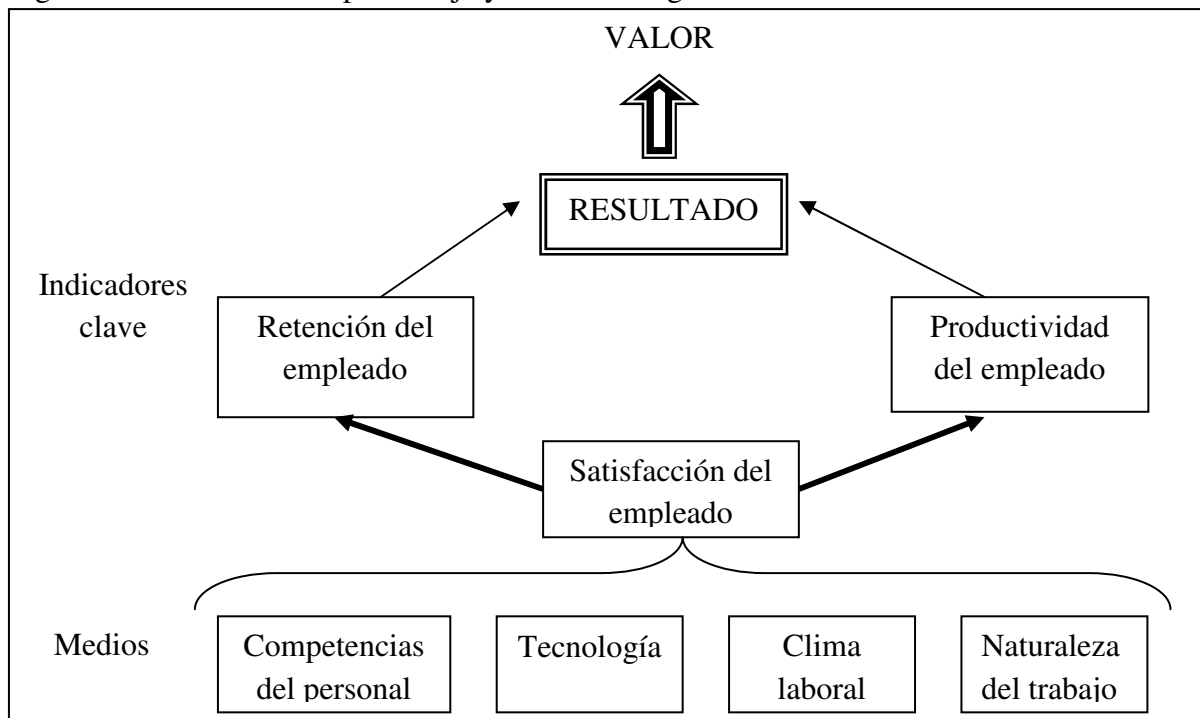 VALOR
RESULTADO
Indicadores
clave
Retención del
empleado
Productividad
del empleado
Satisfacción del
empleado
Medios
Competencias
del personal
Tecnología
Clima
laboral
Naturaleza
del trabajo